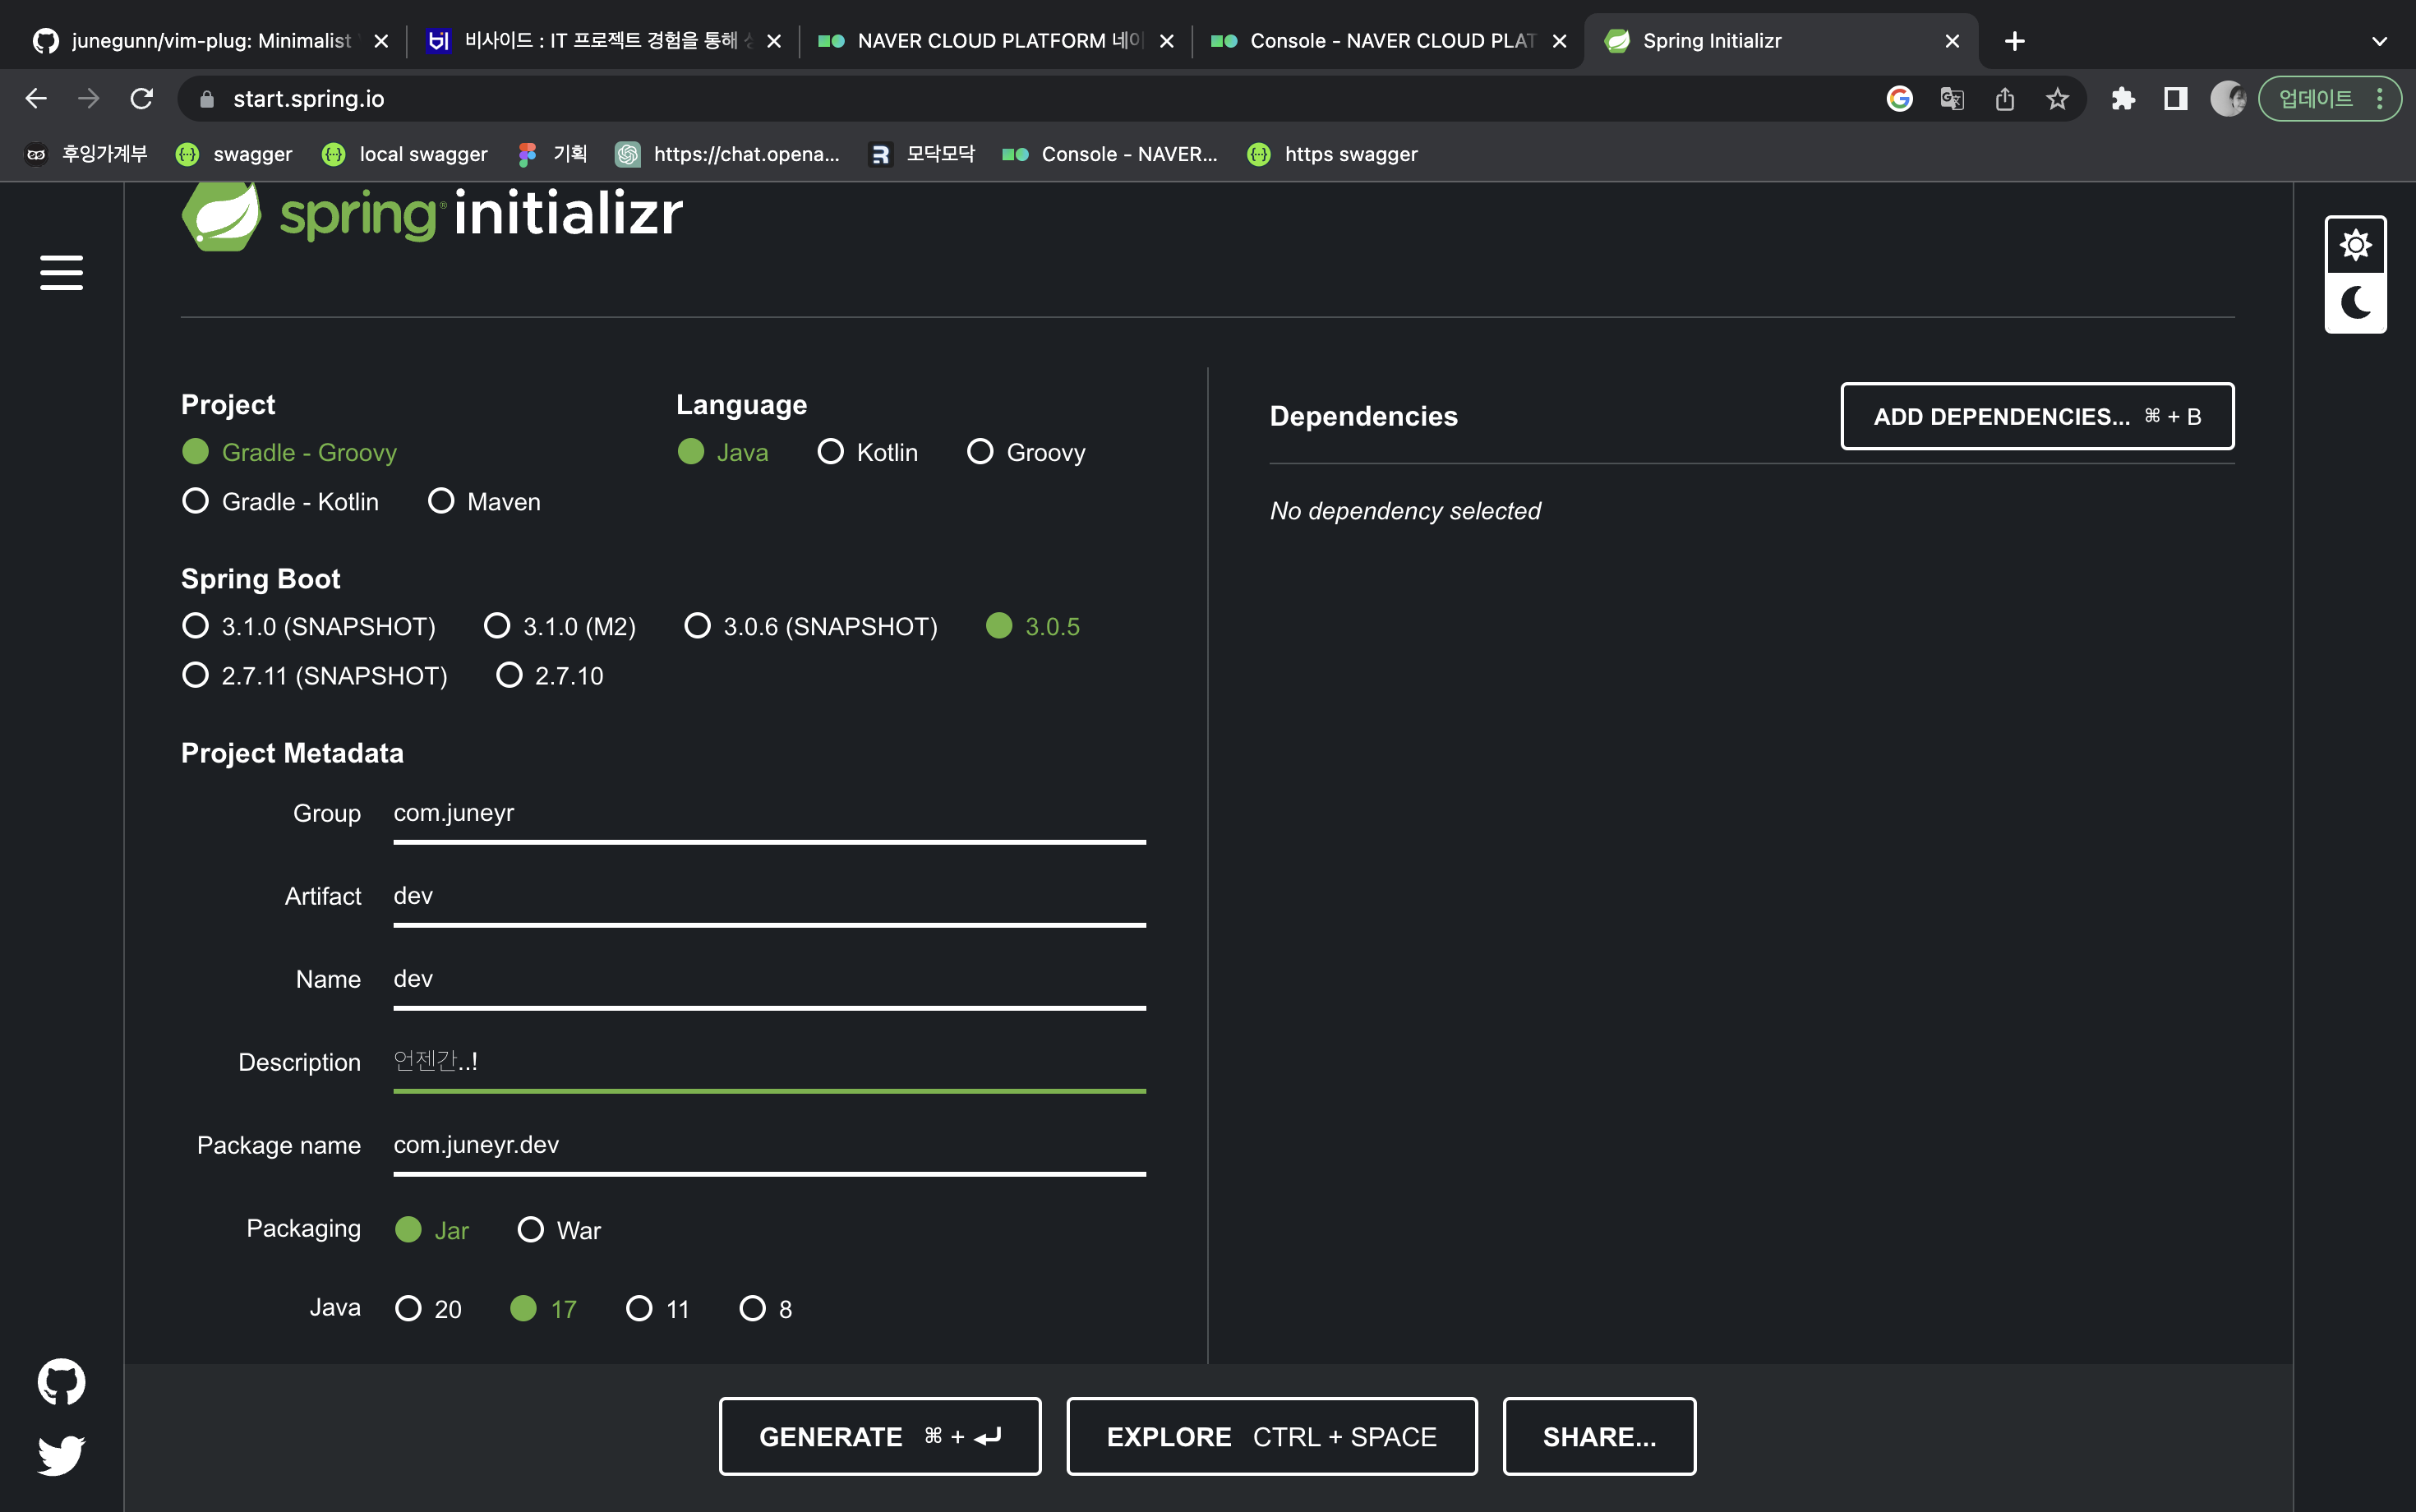 junegunn/vim-plug: Minimalist
비사이드 : IT 프로젝트 경험을 통해
NAVER CLOUD PLATFORM 네이
Console - NAVER CLOUD PLAT
Spring Initializr
start.spring.io
업데이트
후잉가계부
swagger
local swagger
기획
https://chat.opena...
모닥모닥
Console - NAVER...
https swagger
spring initializr
Project
Language
Gradle - Groovy
Java
Kotlin
Groovy
Gradle - Kotlin
Maven
Spring Boot
3.1.0 (SNAPSHOT)
3.1.0 (M2)
3.0.6 (SNAPSHOT)
3.0.5
2.7.11 (SNAPSHOT)
2.7.10
Project Metadata
Group com.juneyr
Artifact dev
Name dev
Description 언젠간..!
Package name com.juneyr.dev
Packaging Jar War
Java 20 17 11 8
Dependencies
ADD DEPENDENCIES... ⌘ + B
No dependency selected
GENERATE ⌘ + ⏎
EXPLORE CTRL + SPACE
SHARE...